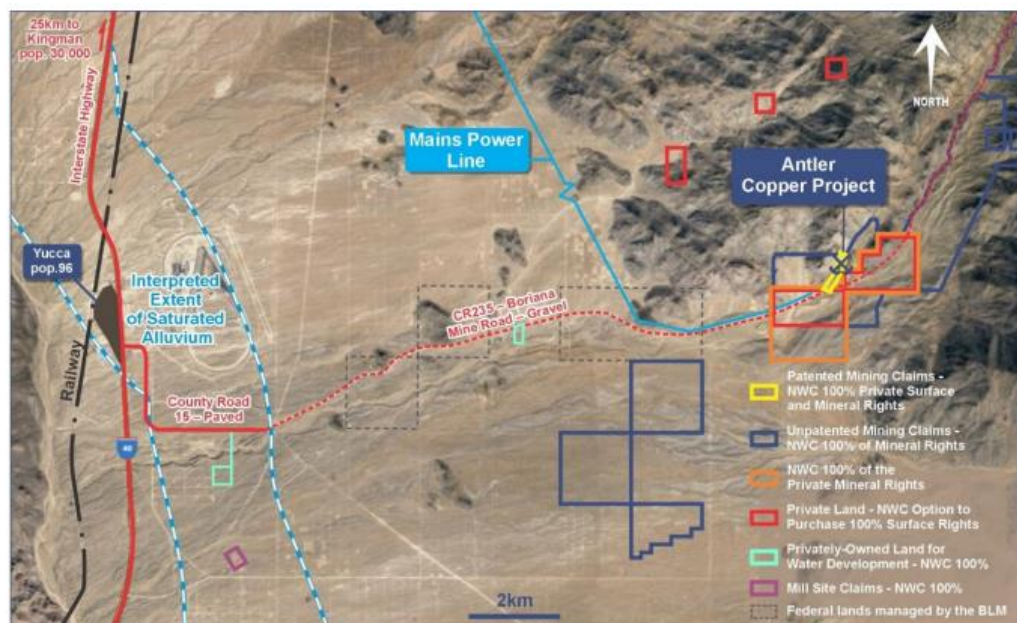 25km to
Kingman
pop. 30,000
Interstate Highway
NORTH
Mains Power
Line
Antler
Copper Project
Yucca
pop.96
Interpreted
Extent
of Saturated
Alluvium
CR235 – Boriana
Mine Road – Gravel
Railway
County Road
15 – Paved
40
Patented Mining Claims -
NWC 100% Private Surface
and Mineral Rights
Unpatented Mining Claims -
NWC 100% of Mineral Rights
NWC 100% of the
Private Mineral Rights
Private Land - NWC Option to
Purchase 100% Surface Rights
Privately-Owned Land for
Water Development - NWC 100%
Mill Site Claims - NWC 100%
Federal lands managed by the BLM
2km